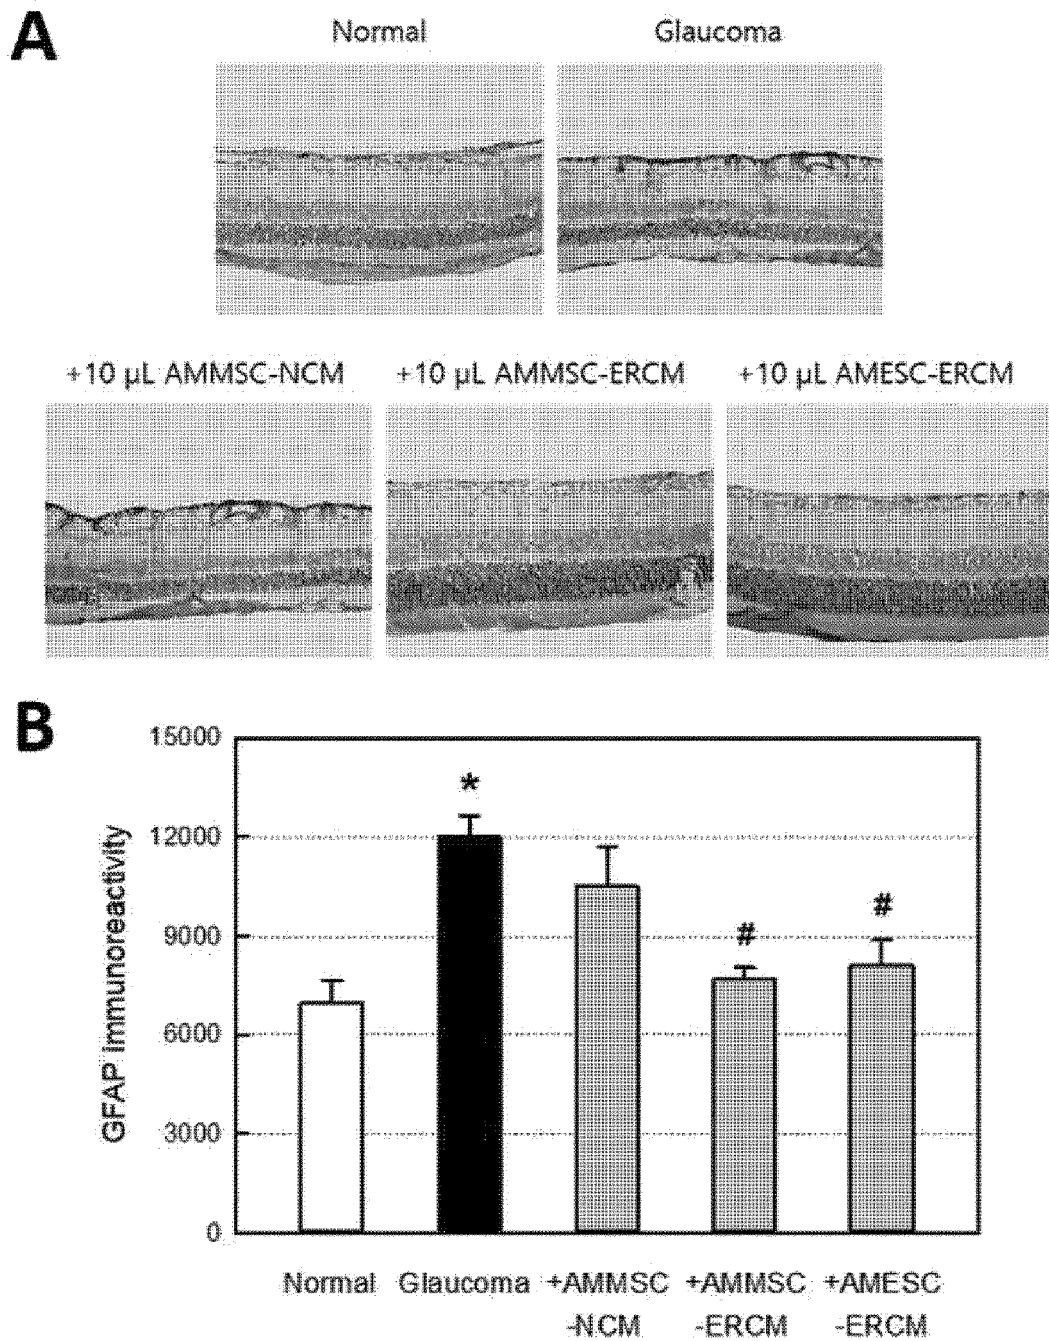 A
Normal Glaucoma
+10 µL AMMSC-NCM +10 µL AMMSC-ERCM +10 µL AMESC-ERCM
B
15000
*
12000
#
#
9000
6000
3000
0
GFAP immunoreactivity
Normal Glaucoma +AMMSC +AMMSC +AMESC
-NCM -ERCM -ERCM